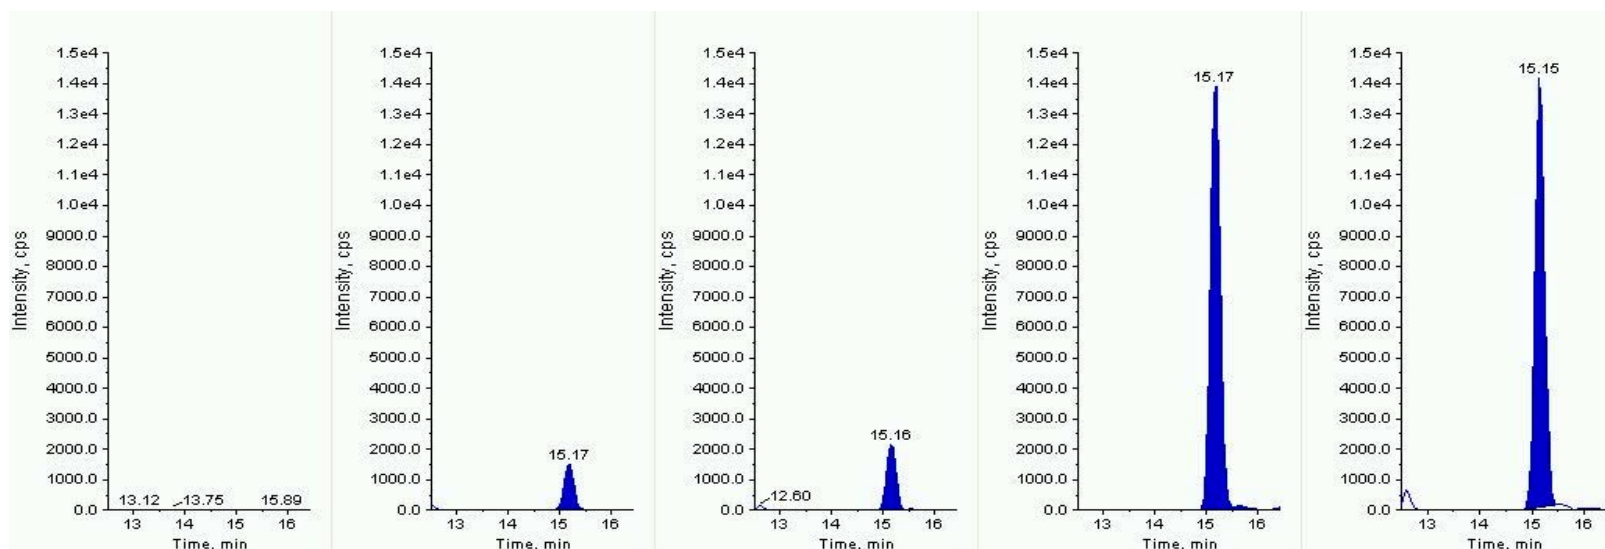 1.5e4
1.4e4
1.3e4
1.2e4
1.1e4
1.0e4
9000.0
8000.0
7000.0
6000.0
5000.0
4000.0
3000.0
2000.0
1000.0
0.0
Intensity, cps
13.12 13.75 15.89
13 14 15 16
Time, min
1.5e4
1.4e4
1.3e4
1.2e4
1.1e4
1.0e4
9000.0
8000.0
7000.0
6000.0
5000.0
4000.0
3000.0
2000.0
1000.0
0.0
Intensity, cps
15.17
13 14 15 16
Time, min
1.5e4
1.4e4
1.3e4
1.2e4
1.1e4
1.0e4
9000.0
8000.0
7000.0
6000.0
5000.0
4000.0
3000.0
2000.0
1000.0
0.0
Intensity, cps
15.16
12.60
13 14 15 16
Time, min
1.5e4
1.4e4
1.3e4
1.2e4
1.1e4
1.0e4
9000.0
8000.0
7000.0
6000.0
5000.0
4000.0
3000.0
2000.0
1000.0
0.0
Intensity, cps
15.17
13 14 15 16
Time, min
1.5e4
1.4e4
1.3e4
1.2e4
1.1e4
1.0e4
9000.0
8000.0
7000.0
6000.0
5000.0
4000.0
3000.0
2000.0
1000.0
0.0
Intensity, cps
15.15
13 14 15 16
Time, min